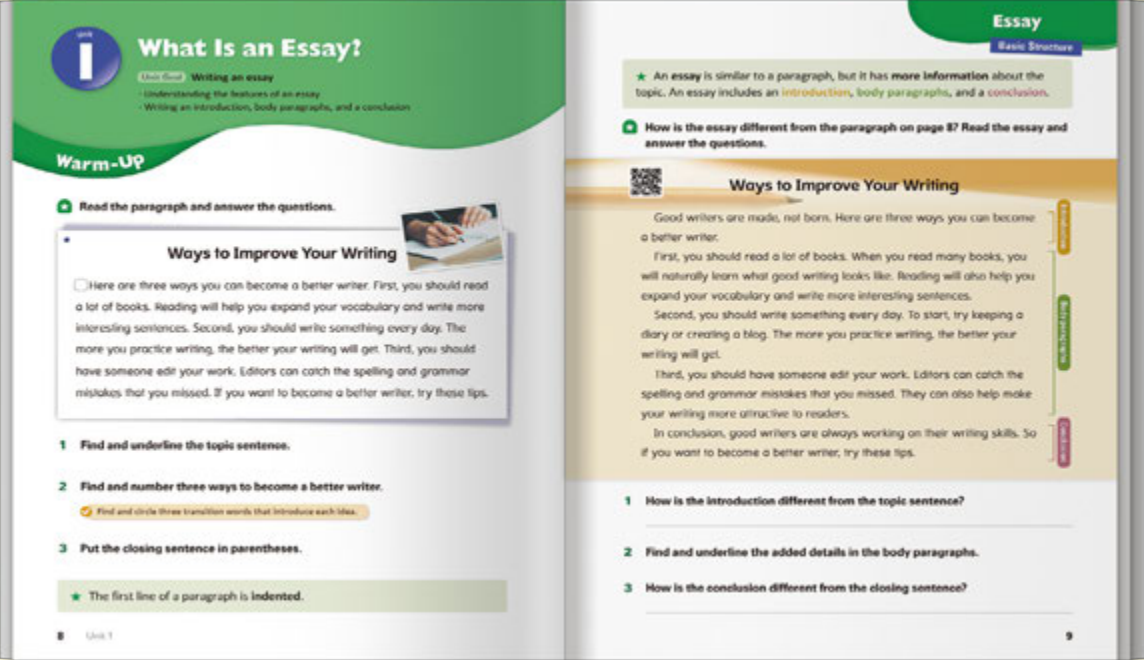 Unit
1
What Is an Essay?
Unit Goal Writing an essay
- Understanding the features of an essay
- Writing an introduction, body paragraphs, and a conclusion
Warm-Up
Read the paragraph and answer the questions.
Ways to Improve Your Writing
Here are three ways you can become a better writer. First, you should read
a lot of books. Reading will help you expand your vocabulary and write more
interesting sentences. Second, you should write something every day. The
more you practice writing, the better your writing will get. Third, you should
have someone edit your work. Editors can catch the spelling and grammar
mistakes that you missed. If you want to become a better writer, try these tips.
1 Find and underline the topic sentence.
2 Find and number three ways to become a better writer.
Find and circle three transition words that introduce each idea.
3 Put the closing sentence in parentheses.
★ The first line of a paragraph is indented.
8 Unit 1
Essay
Basic Structure
★ An essay is similar to a paragraph, but it has more information about the
topic. An essay includes an introduction, body paragraphs, and a conclusion.
How is the essay different from the paragraph on page 8? Read the essay and
answer the questions.
Ways to Improve Your Writing
Good writers are made, not born. Here are three ways you can become
a better writer.
First, you should read a lot of books. When you read many books, you
will naturally learn what good writing looks like. Reading will also help you
expand your vocabulary and write more interesting sentences.
Second, you should write something every day. To start, try keeping a
diary or creating a blog. The more you practice writing, the better your
writing will get.
Third, you should have someone edit your work. Editors can catch the
spelling and grammar mistakes that you missed. They can also help make
your writing more attractive to readers.
In conclusion, good writers are always working on their writing skills. So
if you want to become a better writer, try these tips.
Introduction
Body paragraphs
Conclusion
1 How is the introduction different from the topic sentence?
2 Find and underline the added details in the body paragraphs.
3 How is the conclusion different from the closing sentence?
9